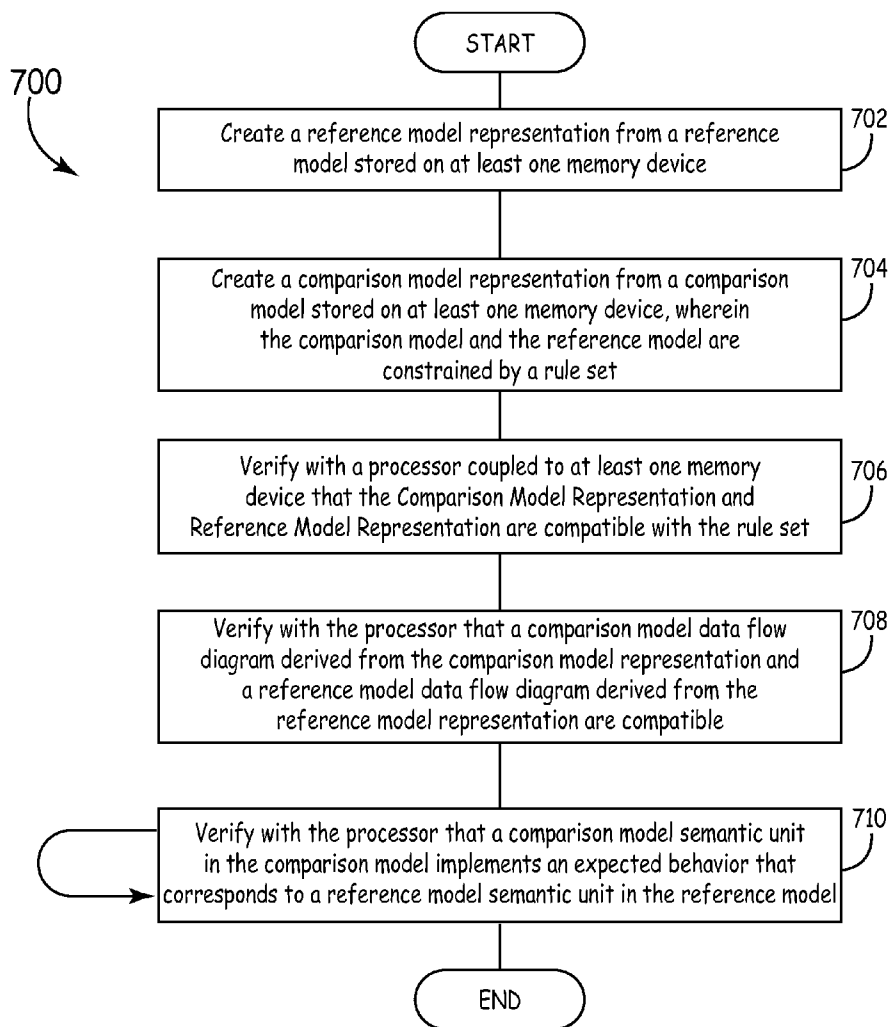 START
700
702
Create a reference model representation from a reference
model stored on at least one memory device
704
Create a comparison model representation from a comparison
model stored on at least one memory device, wherein
the comparison model and the reference model are
constrained by a rule set
706
Verify with a processor coupled to at least one memory
device that the Comparison Model Representation and
Reference Model Representation are compatible with the rule set
708
Verify with the processor that a comparison model data flow
diagram derived from the comparison model representation and
a reference model data flow diagram derived from the
reference model representation are compatible
710
Verify with the processor that a comparison model semantic unit
in the comparison model implements an expected behavior that
corresponds to a reference model semantic unit in the reference model
END